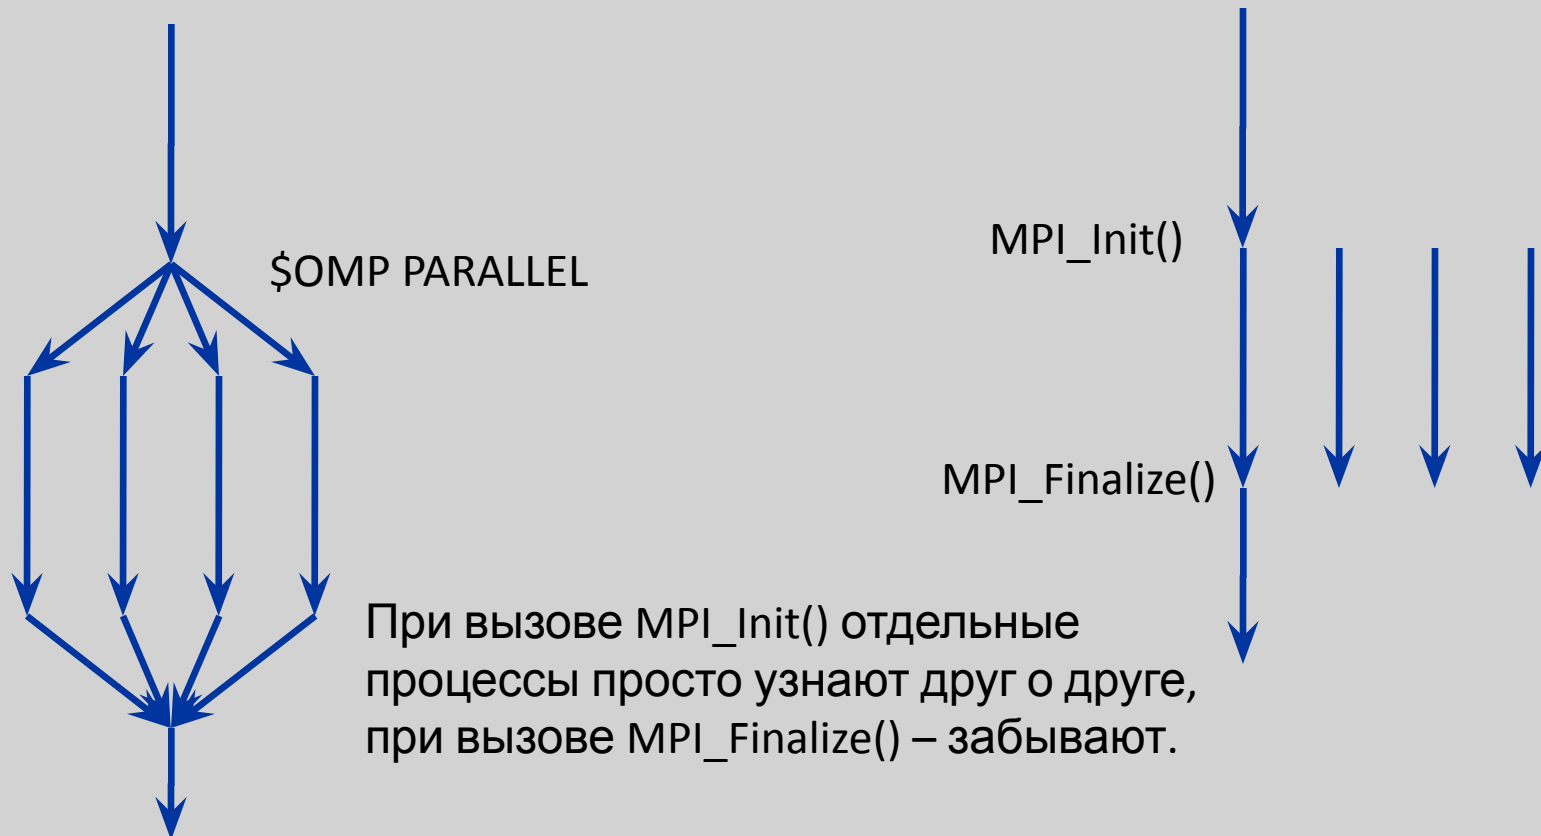 $OMP PARALLEL
MPI_Init()
MPI_Finalize()
При вызове MPI_Init() отдельные
процессы просто узнают друг о друге,
при вызове MPI_Finalize() – забывают.